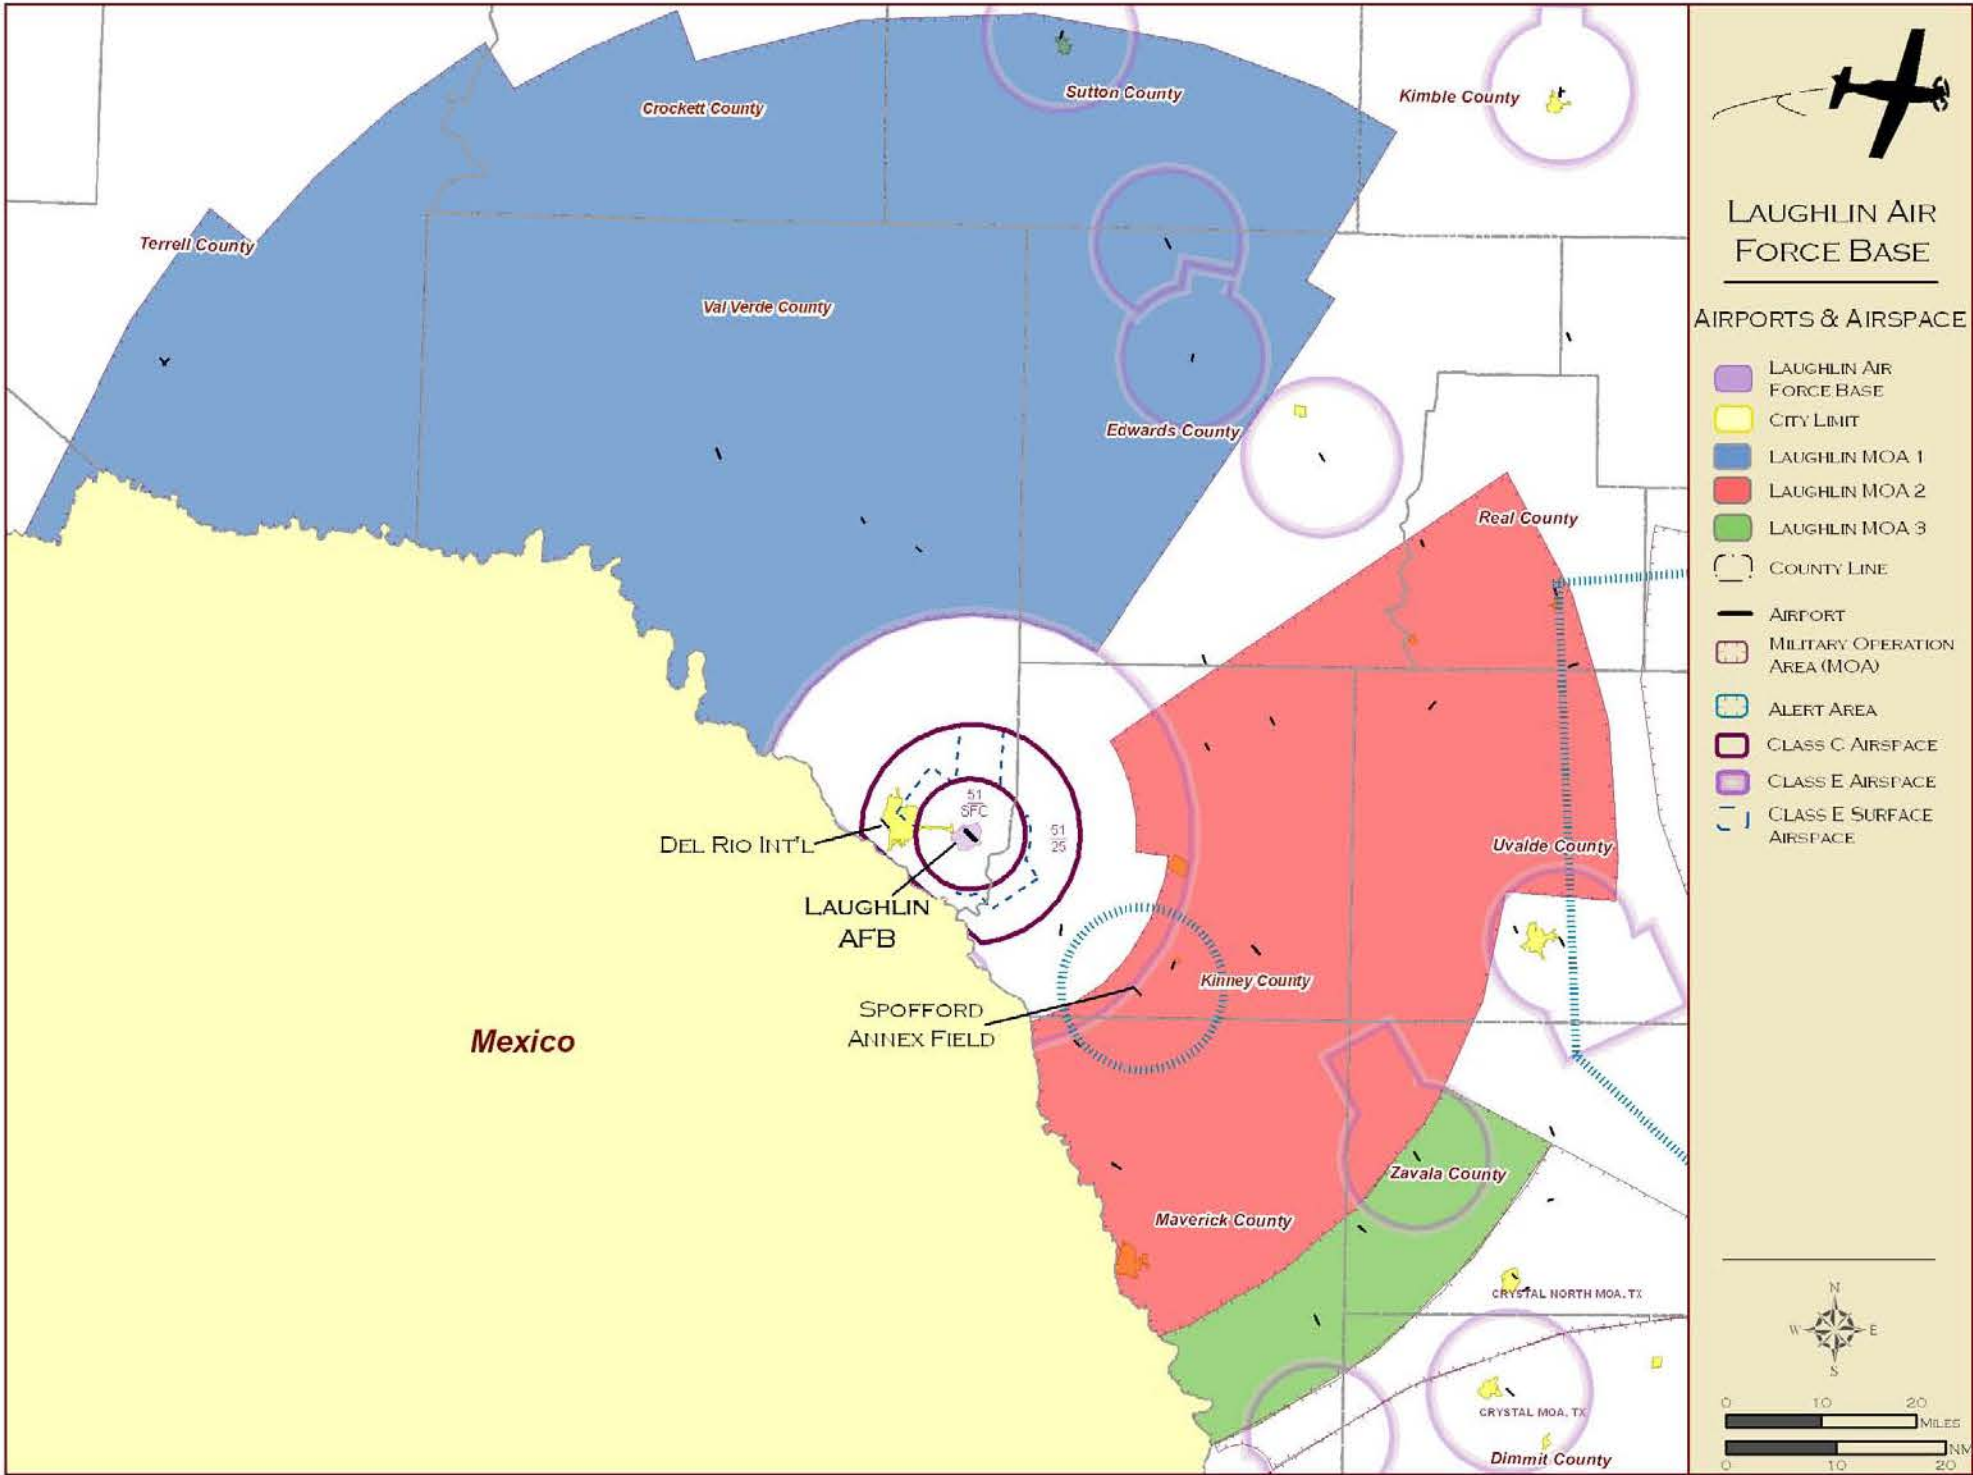 Crockett County
Sutton County
Kimble County
Terrell County
Val Verde County
Edwards County
Real County
51
SFC
51
25
DEL RIO INT'L
LAUGHLIN
AFB
Uvalde County
SPOFFORD
ANNEX FIELD
Kinney County
Mexico
Zavala County
Maverick County
CRYSTAL NORTH MOA, TX
CRYSTAL MOA, TX
Dimmit County
LAUGHLIN AIR
FORCE BASE
AIRPORTS & AIRSPACE
LAUGHLIN AIR
FORCE BASE
CITY LIMIT
LAUGHLIN MOA 1
LAUGHLIN MOA 2
LAUGHLIN MOA 3
COUNTY LINE
AIRPORT
MILITARY OPERATION
AREA (MOA)
ALERT AREA
CLASS C AIRSPACE
CLASS E AIRSPACE
CLASS E SURFACE
AIRSPACE
N
W E
S
0 10 20
MILES
NM
0 10 20